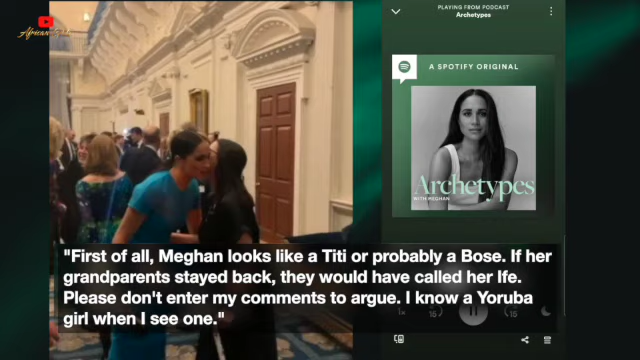 PLAYING FROM PODCAST
Archetypes
A SPOTIFY ORIGINAL
Archetypes
WITH MEGHAN
"First of all, Meghan looks like a Titi or probably a Bose. If her
grandparents stayed back, they would have called her Ife.
Please don't enter my comments to argue. I know a Yoruba
girl when I see one."
15
15